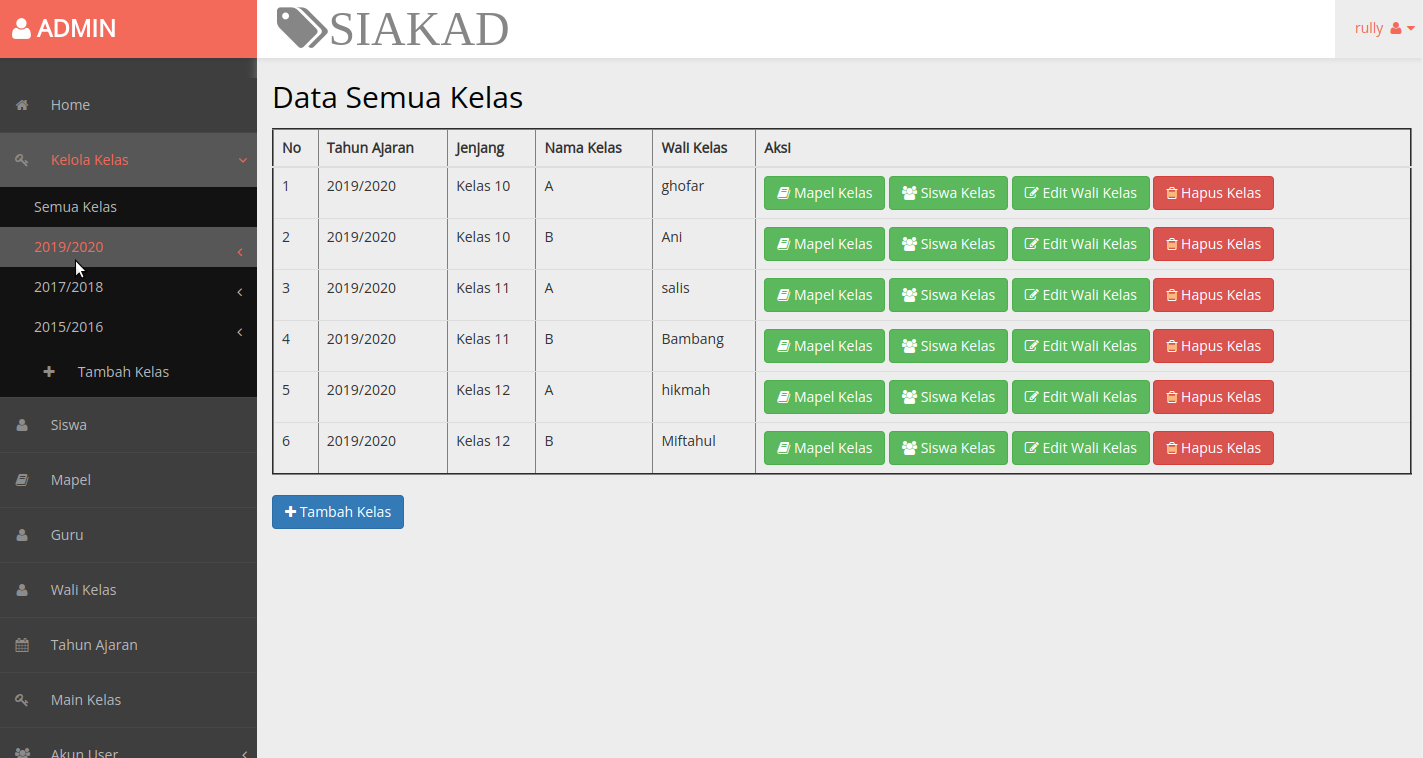 ADMIN
SIAKAD
rully
Home
Kelola Kelas
Semua Kelas
2019/2020
2017/2018
2015/2016
Tambah Kelas
Siswa
Mapel
Guru
Wali Kelas
Tahun Ajaran
Main Kelas
Akun User
Data Semua Kelas
No Tahun Ajaran Jenjang Nama Kelas Wali Kelas Aksi
1 2019/2020 Kelas 10 A ghofar Mapel Kelas Siswa Kelas Edit Wali Kelas Hapus Kelas
2 2019/2020 Kelas 10 B Ani Mapel Kelas Siswa Kelas Edit Wali Kelas Hapus Kelas
3 2019/2020 Kelas 11 A salis Mapel Kelas Siswa Kelas Edit Wali Kelas Hapus Kelas
4 2019/2020 Kelas 11 B Bambang Mapel Kelas Siswa Kelas Edit Wali Kelas Hapus Kelas
5 2019/2020 Kelas 12 A hikmah Mapel Kelas Siswa Kelas Edit Wali Kelas Hapus Kelas
6 2019/2020 Kelas 12 B Miftahul Mapel Kelas Siswa Kelas Edit Wali Kelas Hapus Kelas
Tambah Kelas